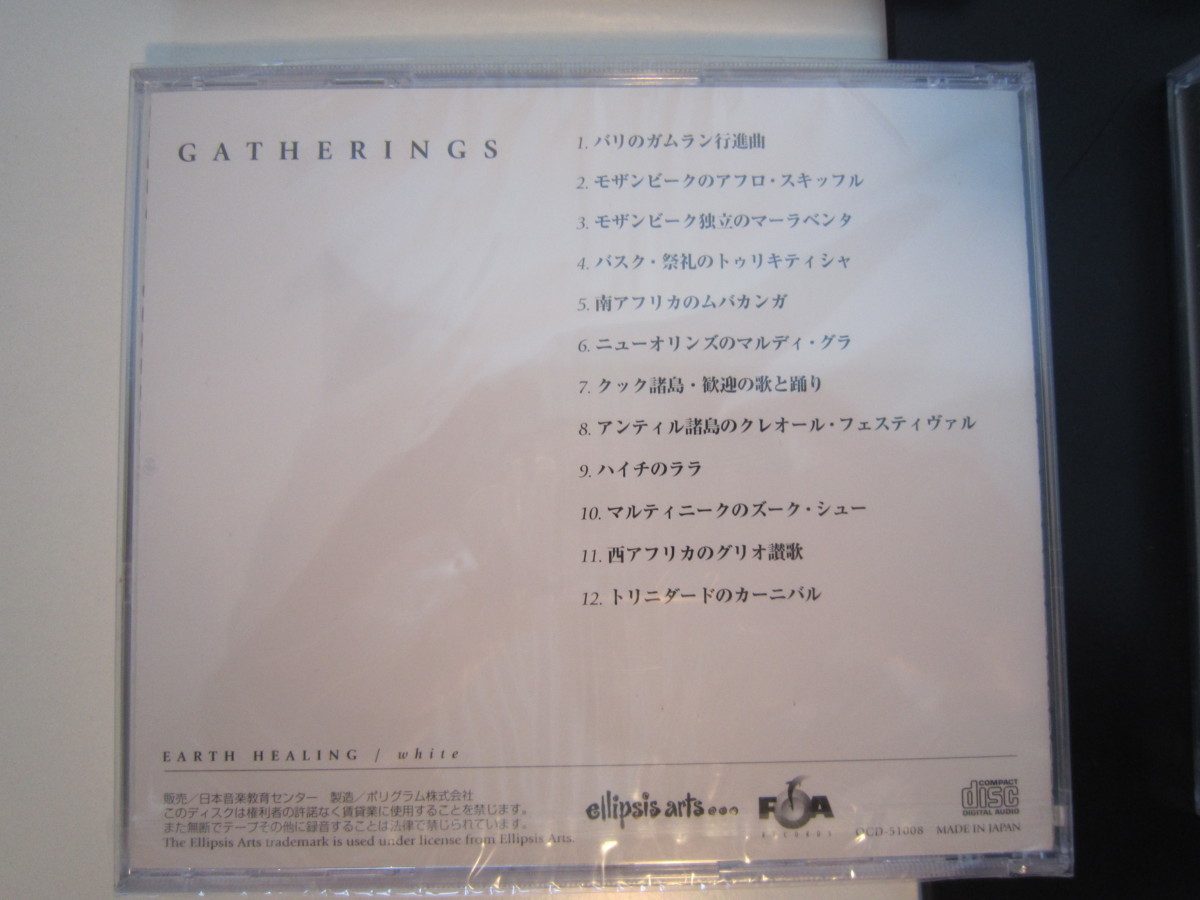 GATHERINGS
1. バリのガムラン行進曲
2. モザンビークのアフロ・スキッフル
3. モザンビーク独立のマーラベンタ
4. バスク・祭礼のトゥリキティシャ
5. 南アフリカのムバカンガ
6. ニューオリンズのマルディ・グラ
7. クック諸島・歓迎の歌と踊り
8. アンティル諸島のクレオール・フェスティヴァル
9. ハイチのララ
10. マルティニークのズーク・シュー
11. 西アフリカのグリオ讃歌
12. トリニダードのカーニバル
EARTH HEALING / white
販売/日本音楽教育センター 製造/ポリグラム株式会社
このディスクは権利者の許諾なく賃貸業に使用することを禁じます。
また無断でテープその他に録音することは法律で禁じられています。
The Ellipsis Arts trademark is used under license from Ellipsis Arts.
ellipsis arts...
FOA
RECORDS
OCD-51008 MADE IN JAPAN
COMPACT
disc
DIGITAL AUDIO